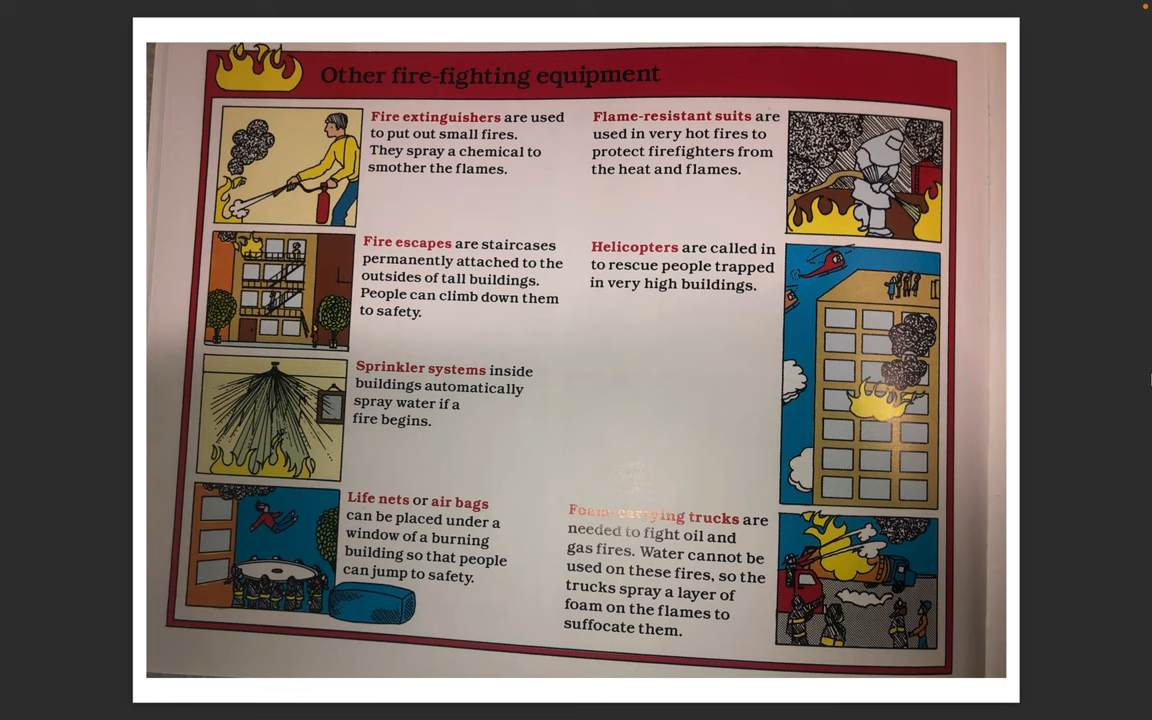 Other fire-fighting equipment
Fire extinguishers are used
to put out small fires.
They spray a chemical to
smother the flames.
Fire escapes are staircases
permanently attached to the
outsides of tall buildings.
People can climb down them
to safety.
Sprinkler systems inside
buildings automatically
spray water if a
fire begins.
Life nets or air bags
can be placed under a
window of a burning
building so that people
can jump to safety.
Flame-resistant suits are
used in very hot fires to
protect firefighters from
the heat and flames.
Helicopters are called in
to rescue people trapped
in very high buildings.
Foam-carrying trucks are
needed to fight oil and
gas fires. Water cannot be
used on these fires, so the
trucks spray a layer of
foam on the flames to
suffocate them.